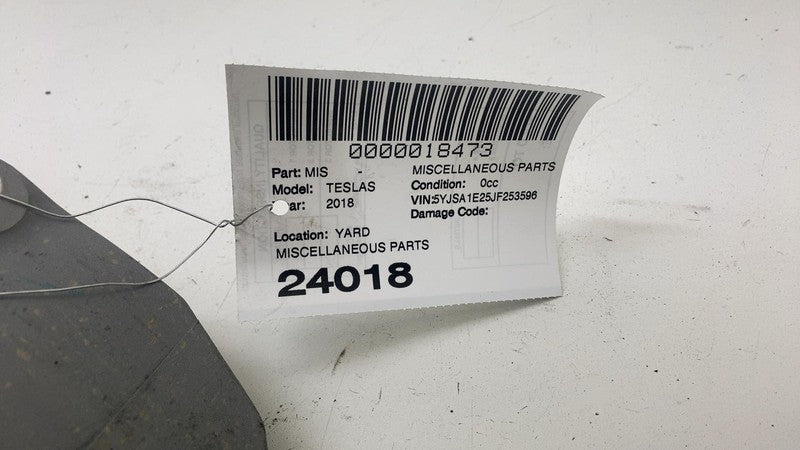 0000018473
Part: MIS - MISCELLANEOUS PARTS
Model: TESLAS Condition: 0cc
ar: 2018 VIN:5YJSA1E25JF253596
Damage Code:
Location: YARD
MISCELLANEOUS PARTS
24018